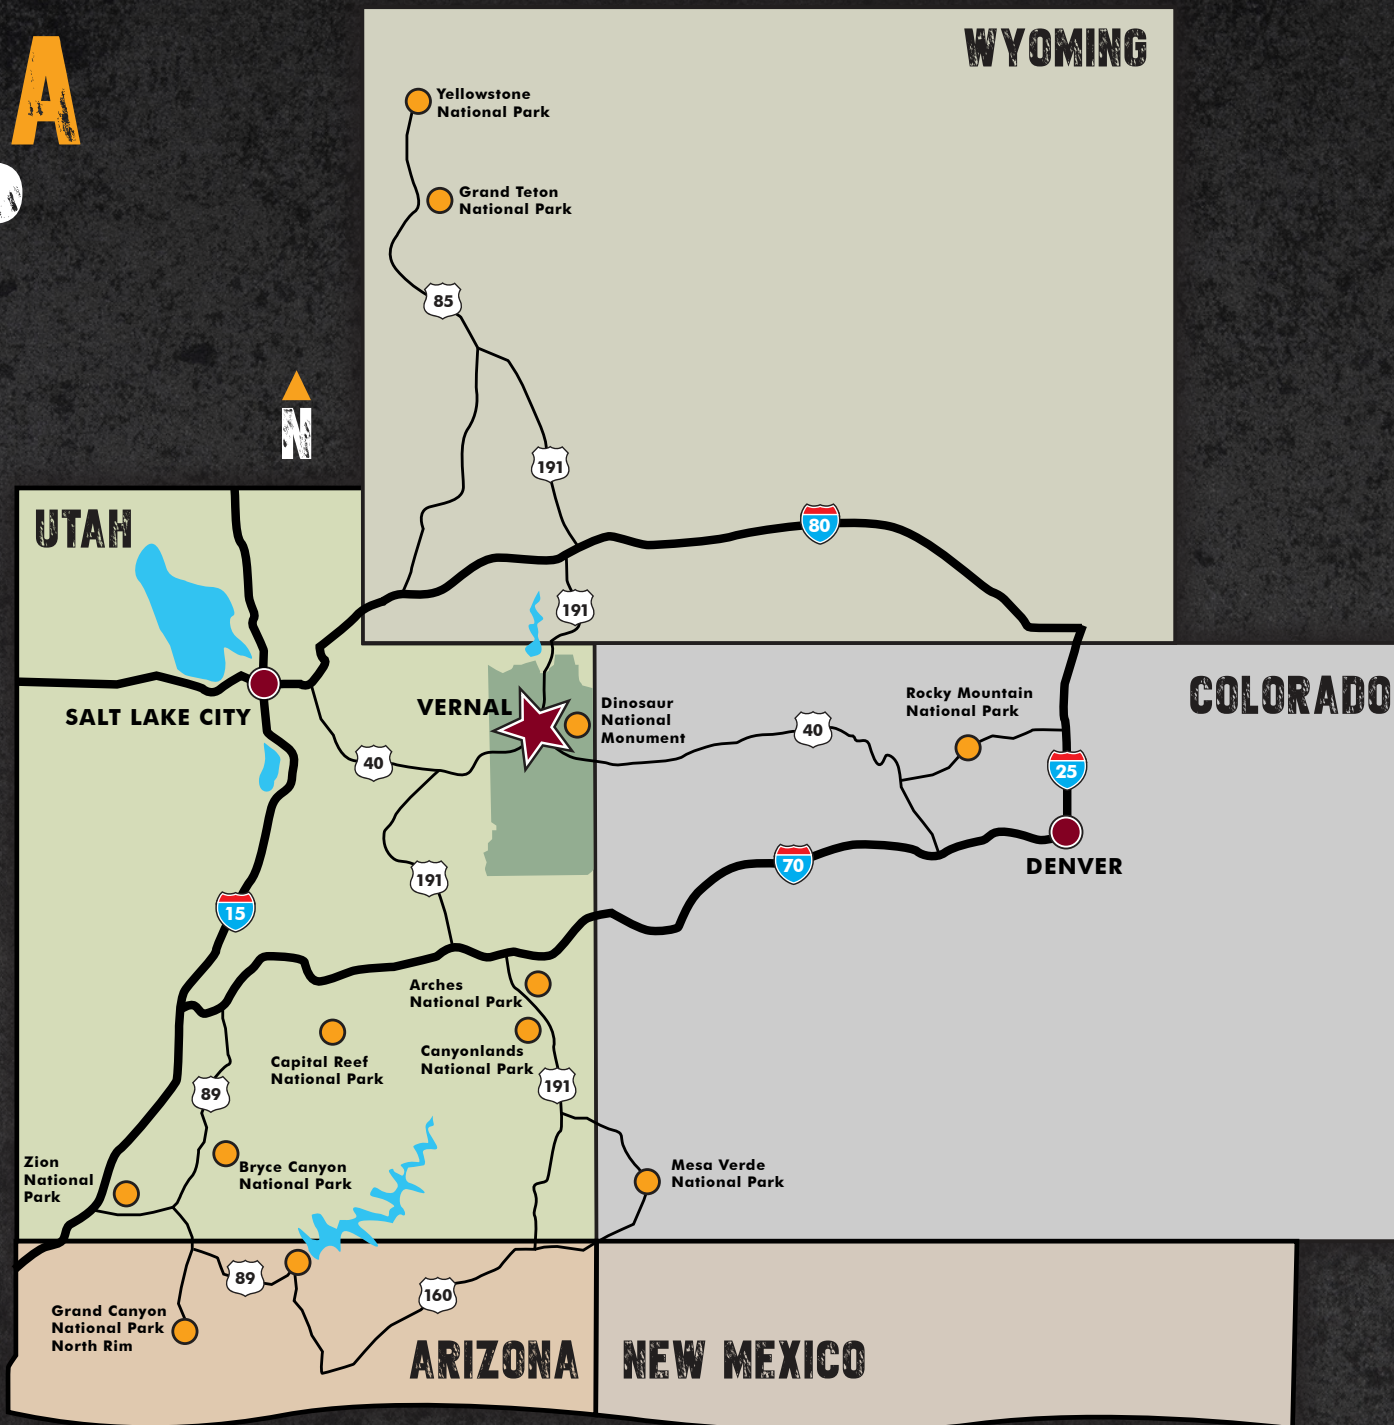 A
WYOMING
Yellowstone
National Park
Grand Teton
National Park
85
N
191
80
UTAH
191
COLORADO
SALT LAKE CITY
VERNAL
Dinosaur
National
Monument
Rocky Mountain
National Park
40
40
25
70
DENVER
191
15
Arches
National Park
Capital Reef
National Park
Canyonlands
National Park
191
89
Zion
National
Park
Bryce Canyon
National Park
Mesa Verde
National Park
89
160
Grand Canyon
National Park
North Rim
ARIZONA
NEW MEXICO